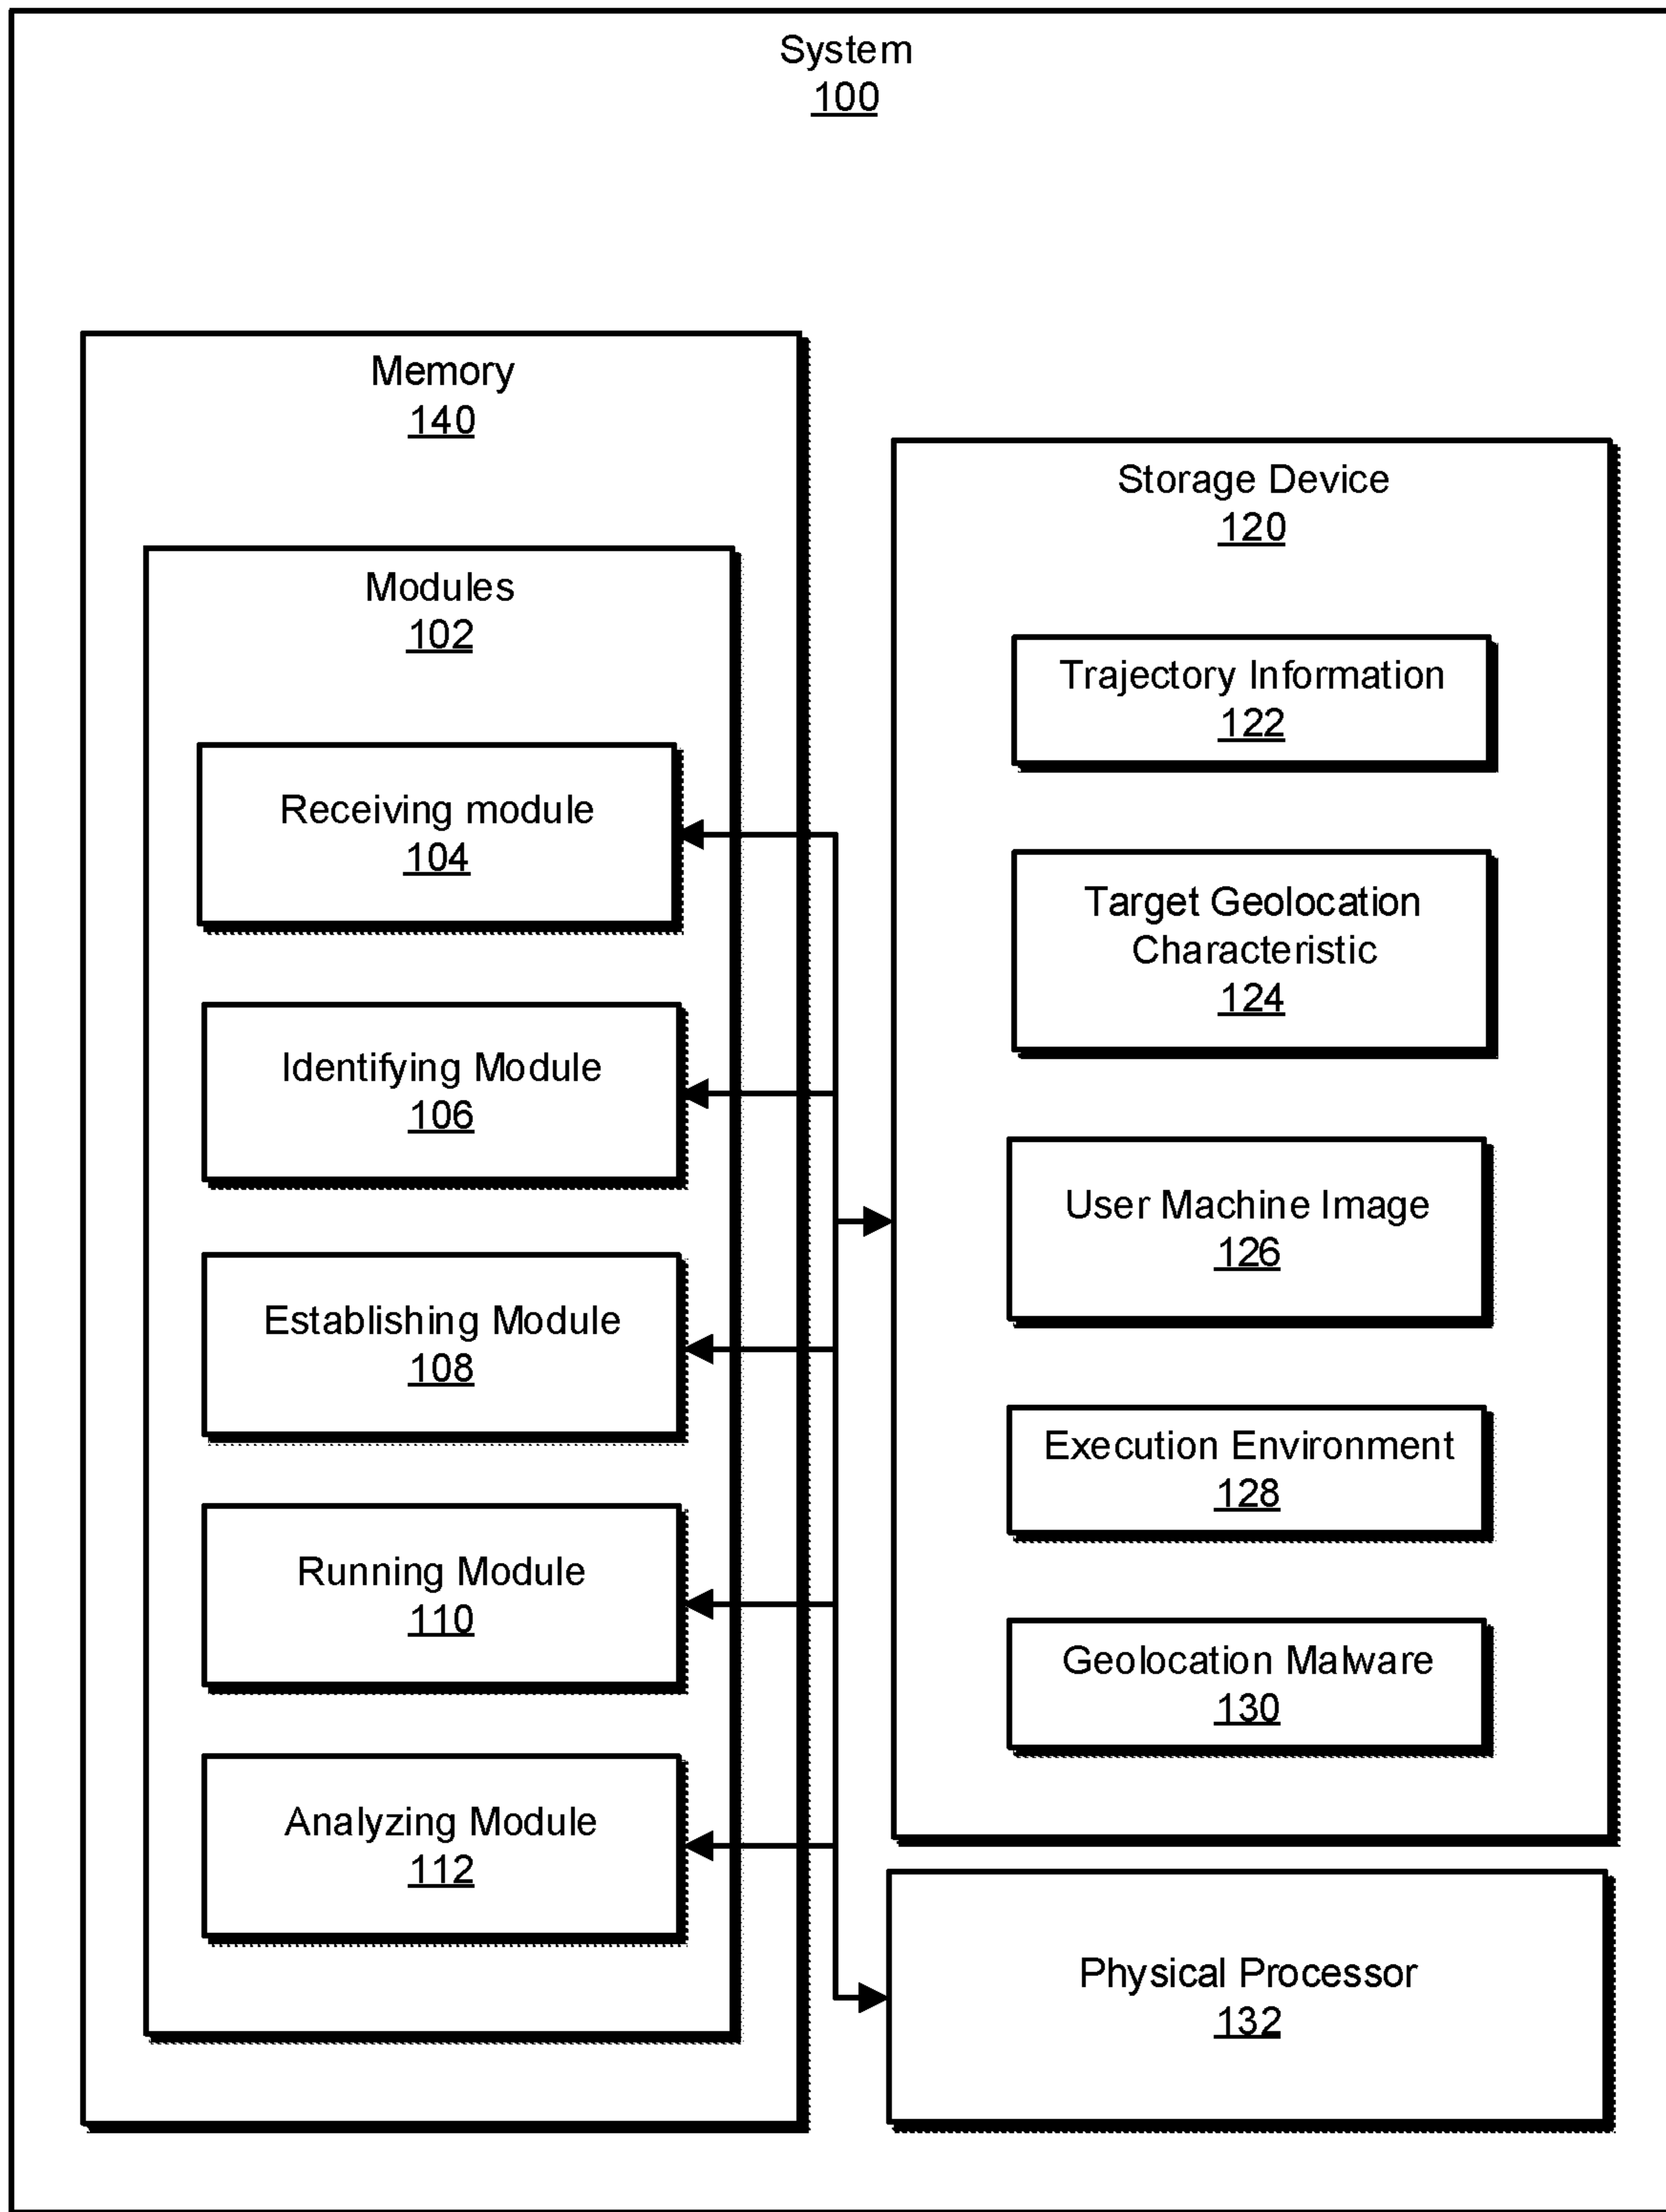 System
100
Memory
140
Modules
102
Receiving module
104
Identifying Module
106
Establishing Module
108
Running Module
110
Analyzing Module
112
Storage Device
120
Trajectory Information
122
Target Geolocation
Characteristic
124
User Machine Image
126
Execution Environment
128
Geolocation Malware
130
Physical Processor
132